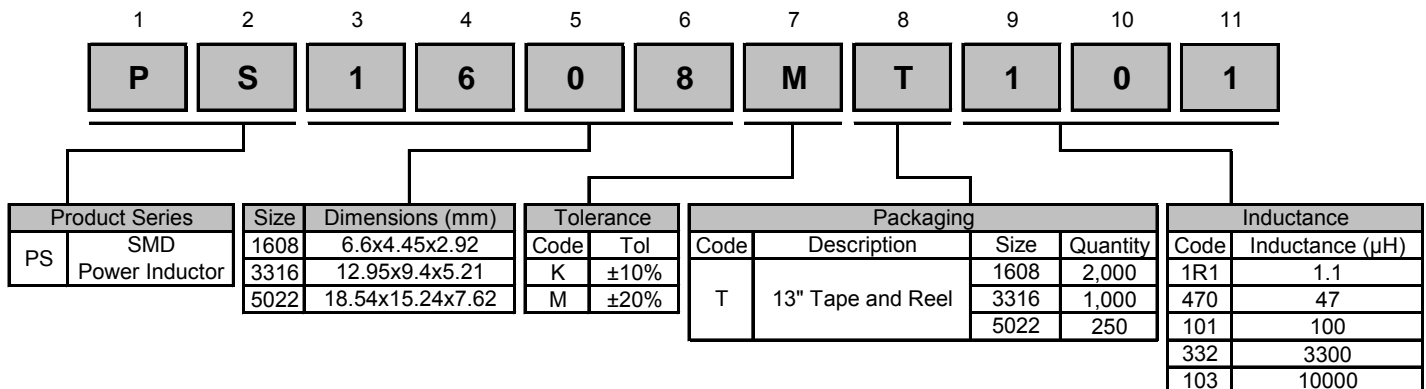 1 2 3 4 5 6 7 8 9 10 11
P S 1 6 0 8 M T 1 0 1
Product Series
PS SMD Power Inductor
Size Dimensions (mm)
1608 6.6x4.45x2.92
3316 12.95x9.4x5.21
5022 18.54x15.24x7.62
Tolerance
Code Tol
K ±10%
M ±20%
Packaging
Code Description Size Quantity
T 13" Tape and Reel
1608 2,000
3316 1,000
5022 250
Inductance
Code Inductance (µH)
1R1 1.1
470 47
101 100
332 3300
103 10000